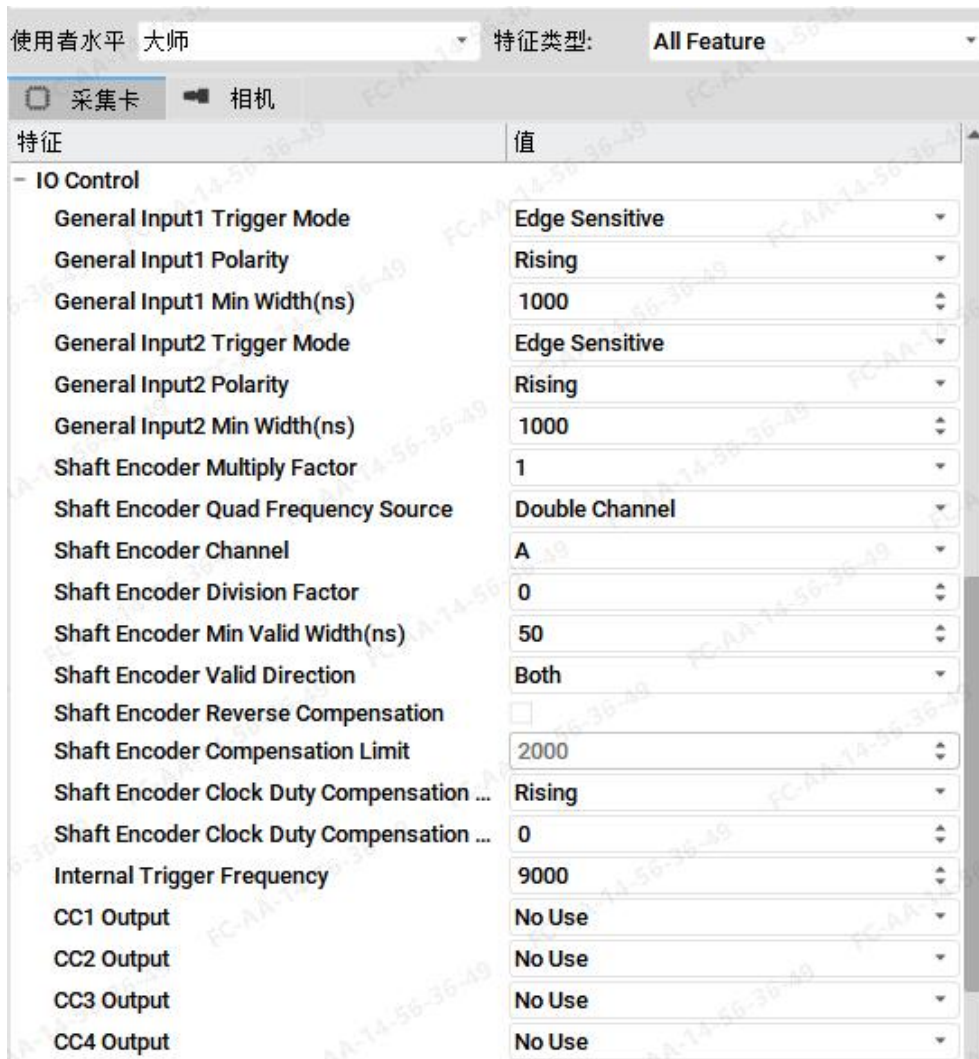 使用者水平 大师 特征类型: All Feature
采集卡 相机
特征 值
IO Control
General Input1 Trigger Mode Edge Sensitive
General Input1 Polarity Rising
General Input1 Min Width(ns) 1000
General Input2 Trigger Mode Edge Sensitive
General Input2 Polarity Rising
General Input2 Min Width(ns) 1000
Shaft Encoder Multiply Factor 1
Shaft Encoder Quad Frequency Source Double Channel
Shaft Encoder Channel A
Shaft Encoder Division Factor 0
Shaft Encoder Min Valid Width(ns) 50
Shaft Encoder Valid Direction Both
Shaft Encoder Reverse Compensation
Shaft Encoder Compensation Limit 2000
Shaft Encoder Clock Duty Compensation ... Rising
Shaft Encoder Clock Duty Compensation ... 0
Internal Trigger Frequency 9000
CC1 Output No Use
CC2 Output No Use
CC3 Output No Use
CC4 Output No Use
FC-AA-14-56-36-49